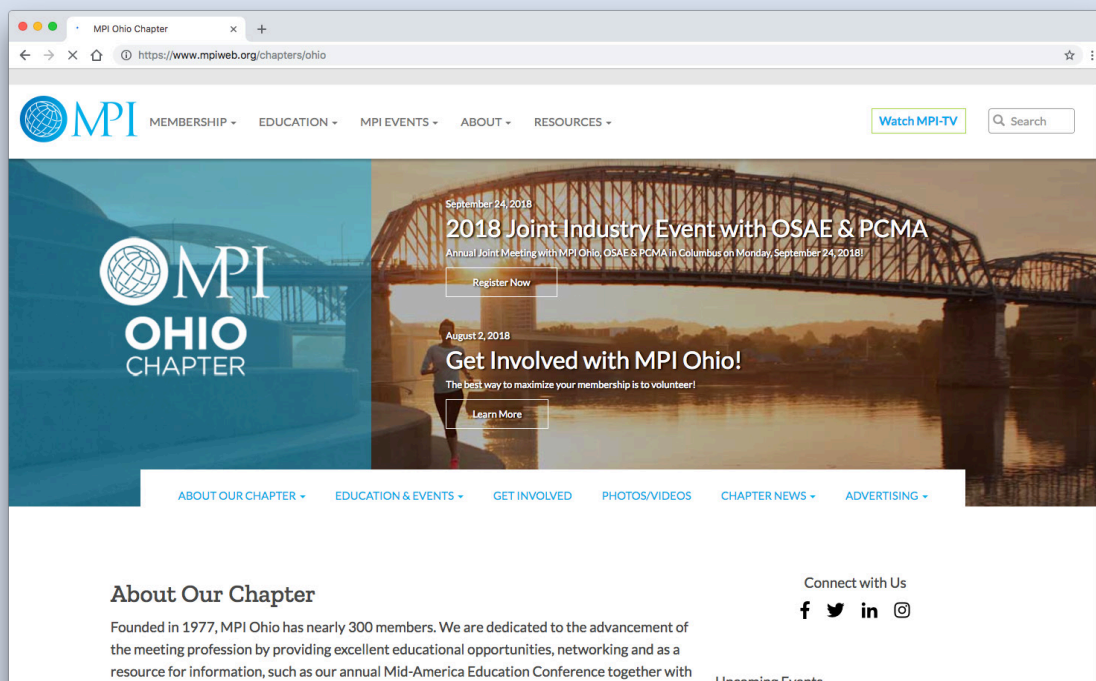 MPI Ohio Chapter
https://www.mpiweb.org/chapters/ohio
MPI
MEMBERSHIP
EDUCATION
MPI EVENTS
ABOUT
RESOURCES
Watch MPI-TV
Search
MPI
OHIO
CHAPTER
September 24, 2018
2018 Joint Industry Event with OSAE & PCMA
Annual Joint Meeting with MPI Ohio, OSAE & PCMA in Columbus on Monday, September 24, 2018!
Register Now
August 2, 2018
Get Involved with MPI Ohio!
The best way to maximize your membership is to volunteer!
Learn More
ABOUT OUR CHAPTER
EDUCATION & EVENTS
GET INVOLVED
PHOTOS/VIDEOS
CHAPTER NEWS
ADVERTISING
About Our Chapter
Founded in 1977, MPI Ohio has nearly 300 members. We are dedicated to the advancement of
the meeting profession by providing excellent educational opportunities, networking and as a
resource for information, such as our annual Mid-America Education Conference together with
Connect with Us
Upcoming Events